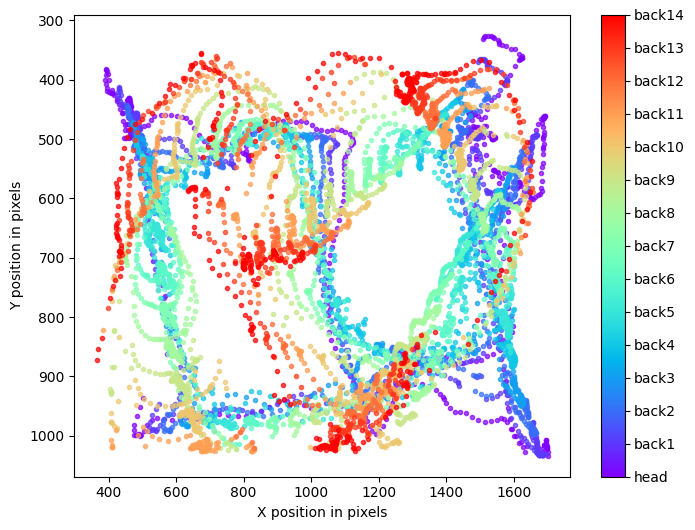 300
400
500
600
700
800
900
1000
Y position in pixels
400
600
800
1000
1200
1400
1600
X position in pixels
back14
back13
back12
back11
back10
back9
back8
back7
back6
back5
back4
back3
back2
back1
head